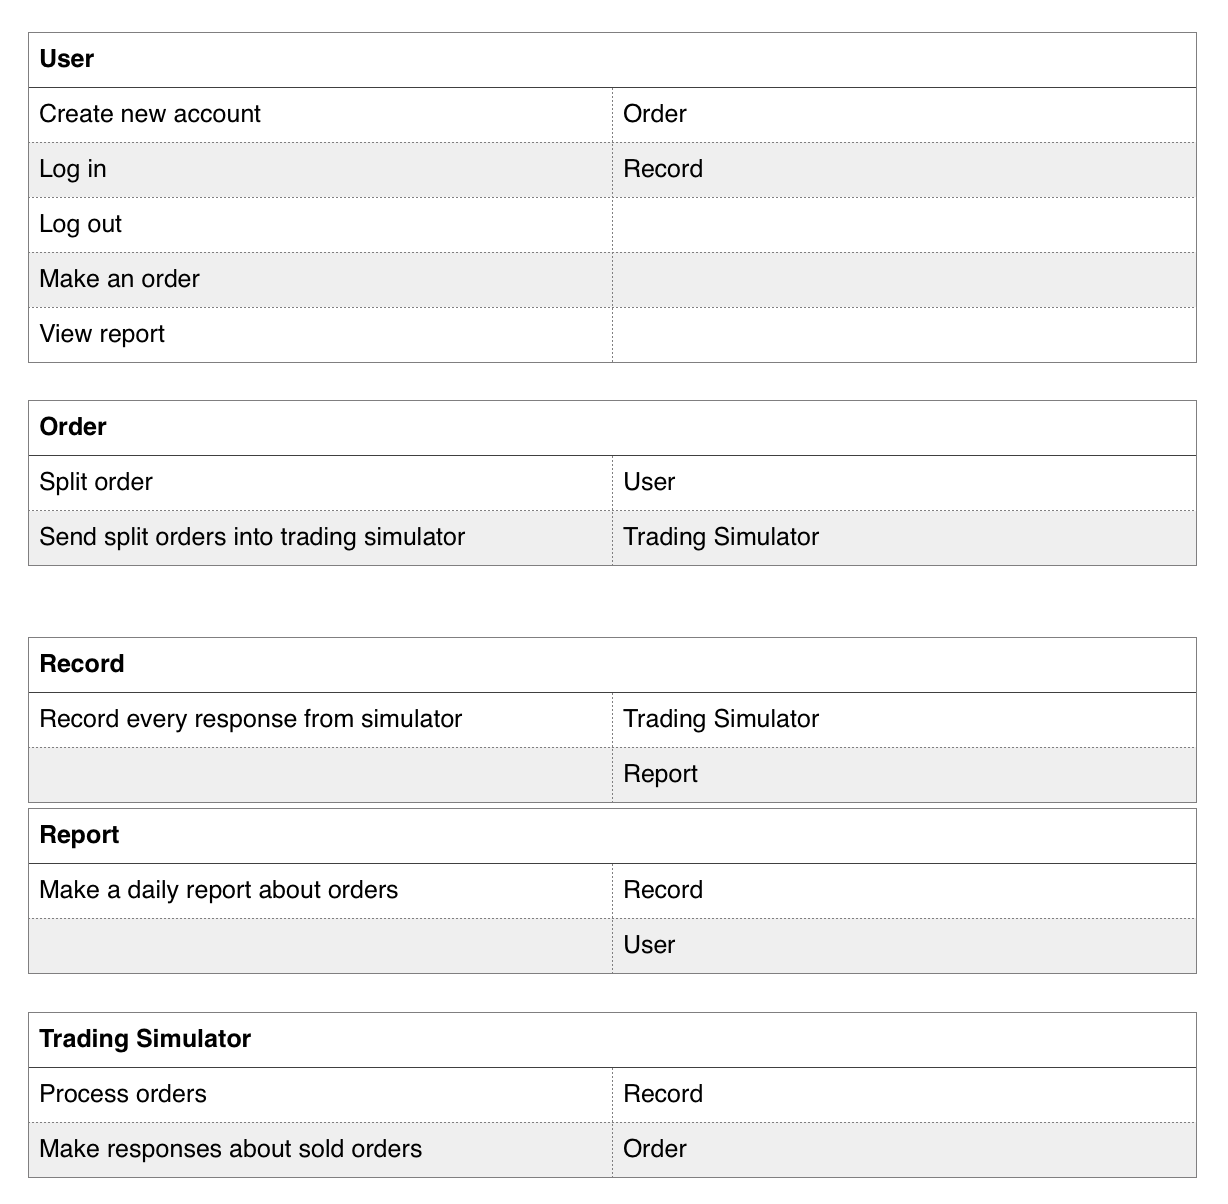 User
Create new account Order
Log in Record
Log out
Make an order
View report
Order
Split order User
Send split orders into trading simulator Trading Simulator
Record
Record every response from simulator Trading Simulator
Report
Report
Make a daily report about orders Record
User
Trading Simulator
Process orders Record
Make responses about sold orders Order